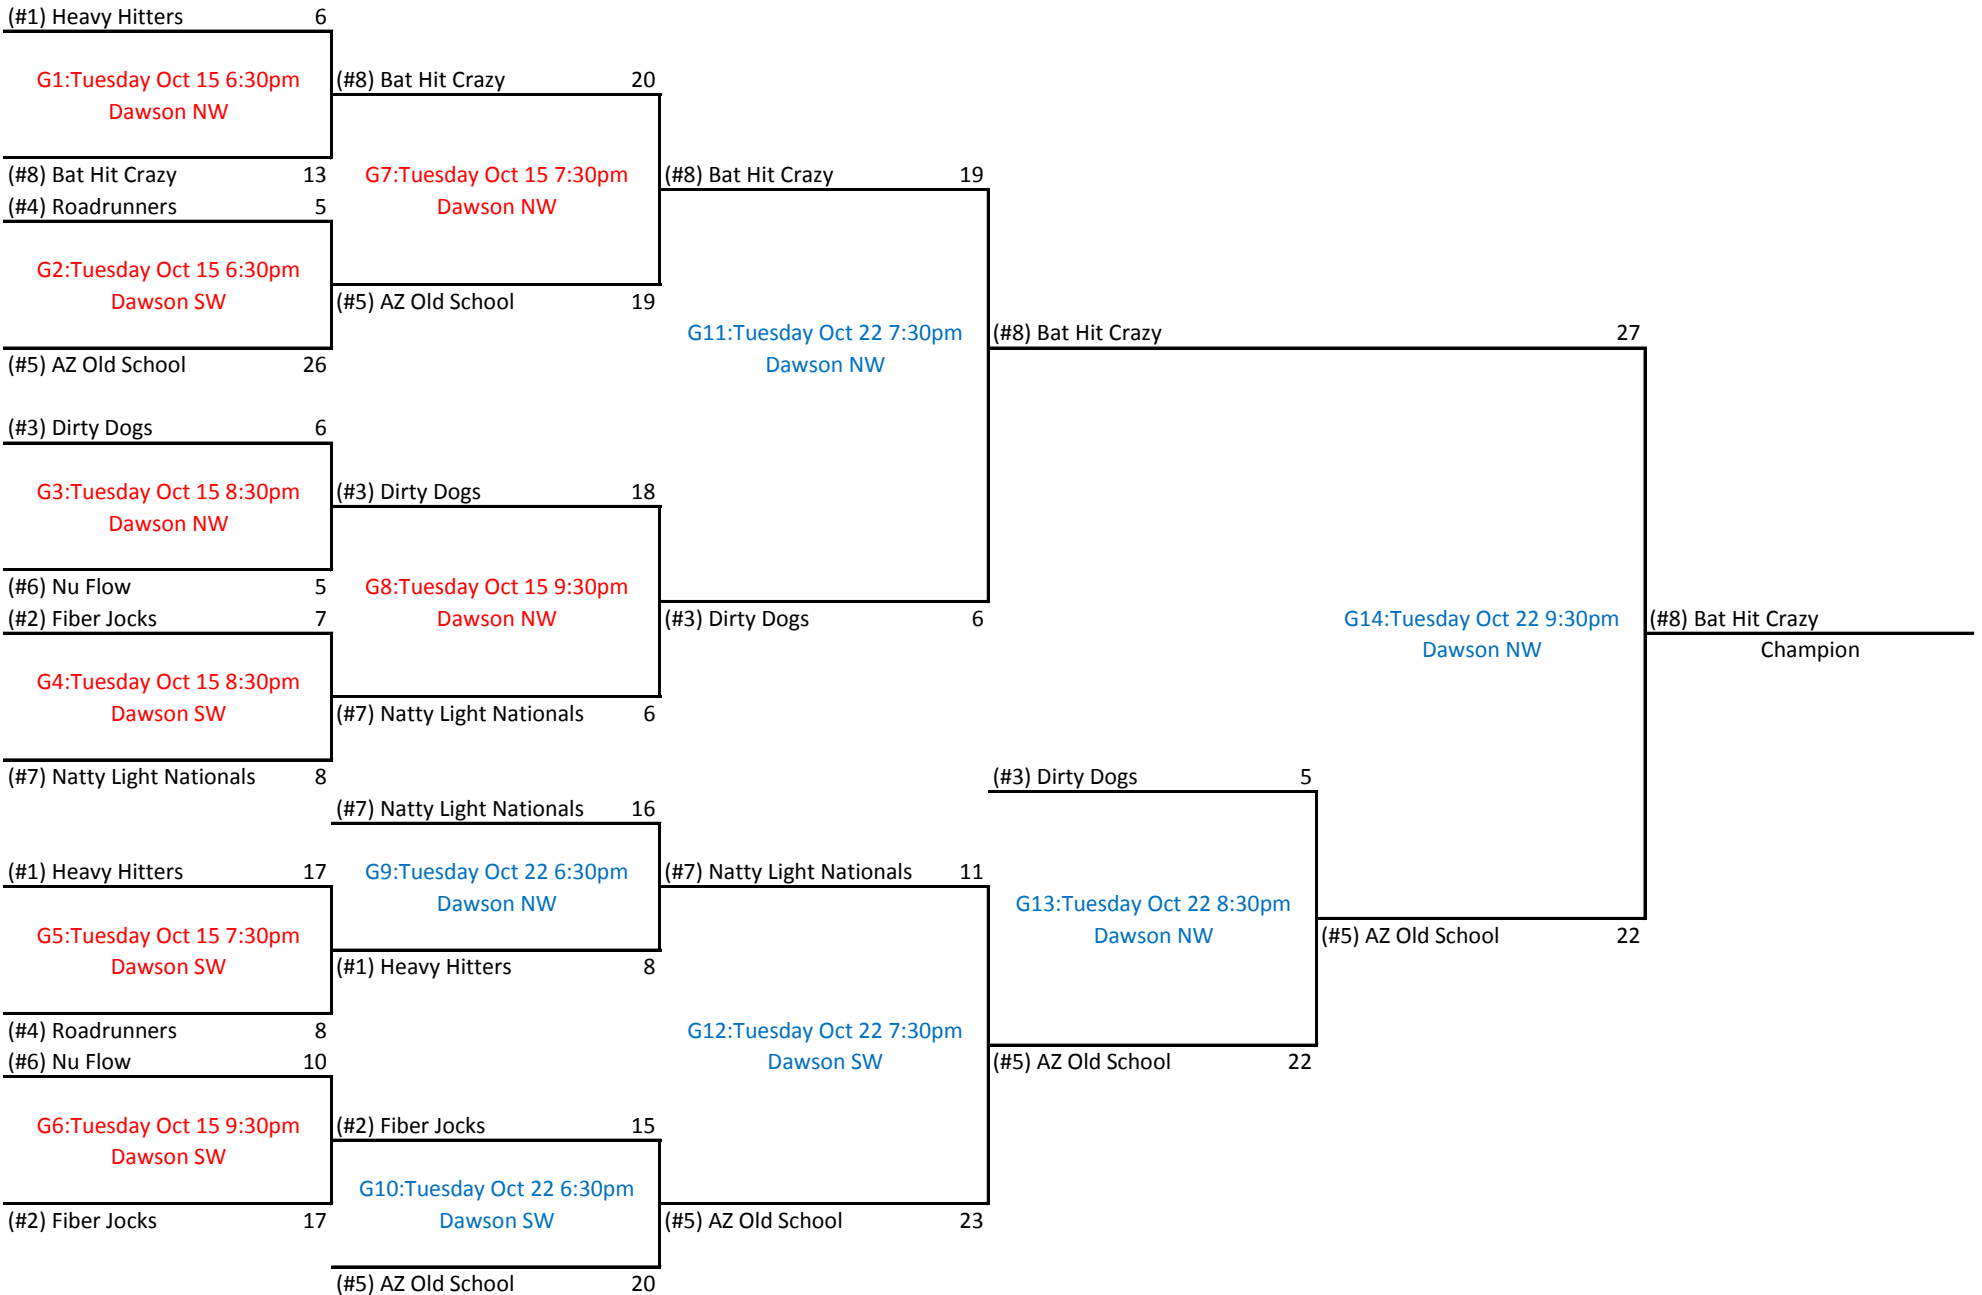 (#1) Heavy Hitters 6
G1:Tuesday Oct 15 6:30pm
Dawson NW
(#8) Bat Hit Crazy 13
(#4) Roadrunners 5
G2:Tuesday Oct 15 6:30pm
Dawson SW
(#5) AZ Old School 26
(#3) Dirty Dogs 6
G3:Tuesday Oct 15 8:30pm
Dawson NW
(#6) Nu Flow 5
(#2) Fiber Jocks 7
G4:Tuesday Oct 15 8:30pm
Dawson SW
(#7) Natty Light Nationals 8
(#1) Heavy Hitters 17
G5:Tuesday Oct 15 7:30pm
Dawson SW
(#4) Roadrunners 8
(#6) Nu Flow 10
G6:Tuesday Oct 15 9:30pm
Dawson SW
(#2) Fiber Jocks 17
(#8) Bat Hit Crazy 20
G7:Tuesday Oct 15 7:30pm
Dawson NW
(#5) AZ Old School 19
(#3) Dirty Dogs 18
G8:Tuesday Oct 15 9:30pm
Dawson NW
(#7) Natty Light Nationals 6
(#7) Natty Light Nationals 16
G9:Tuesday Oct 22 6:30pm
Dawson NW
(#1) Heavy Hitters 8
(#2) Fiber Jocks 15
G10:Tuesday Oct 22 6:30pm
Dawson SW
(#5) AZ Old School 20
(#8) Bat Hit Crazy 19
G11:Tuesday Oct 22 7:30pm
Dawson NW
(#3) Dirty Dogs 6
(#7) Natty Light Nationals 11
G12:Tuesday Oct 22 7:30pm
Dawson SW
(#5) AZ Old School 23
(#8) Bat Hit Crazy 27
(#3) Dirty Dogs 5
G13:Tuesday Oct 22 8:30pm
Dawson NW
(#5) AZ Old School 22
G14:Tuesday Oct 22 9:30pm
Dawson NW
(#5) AZ Old School 22
(#8) Bat Hit Crazy
Champion